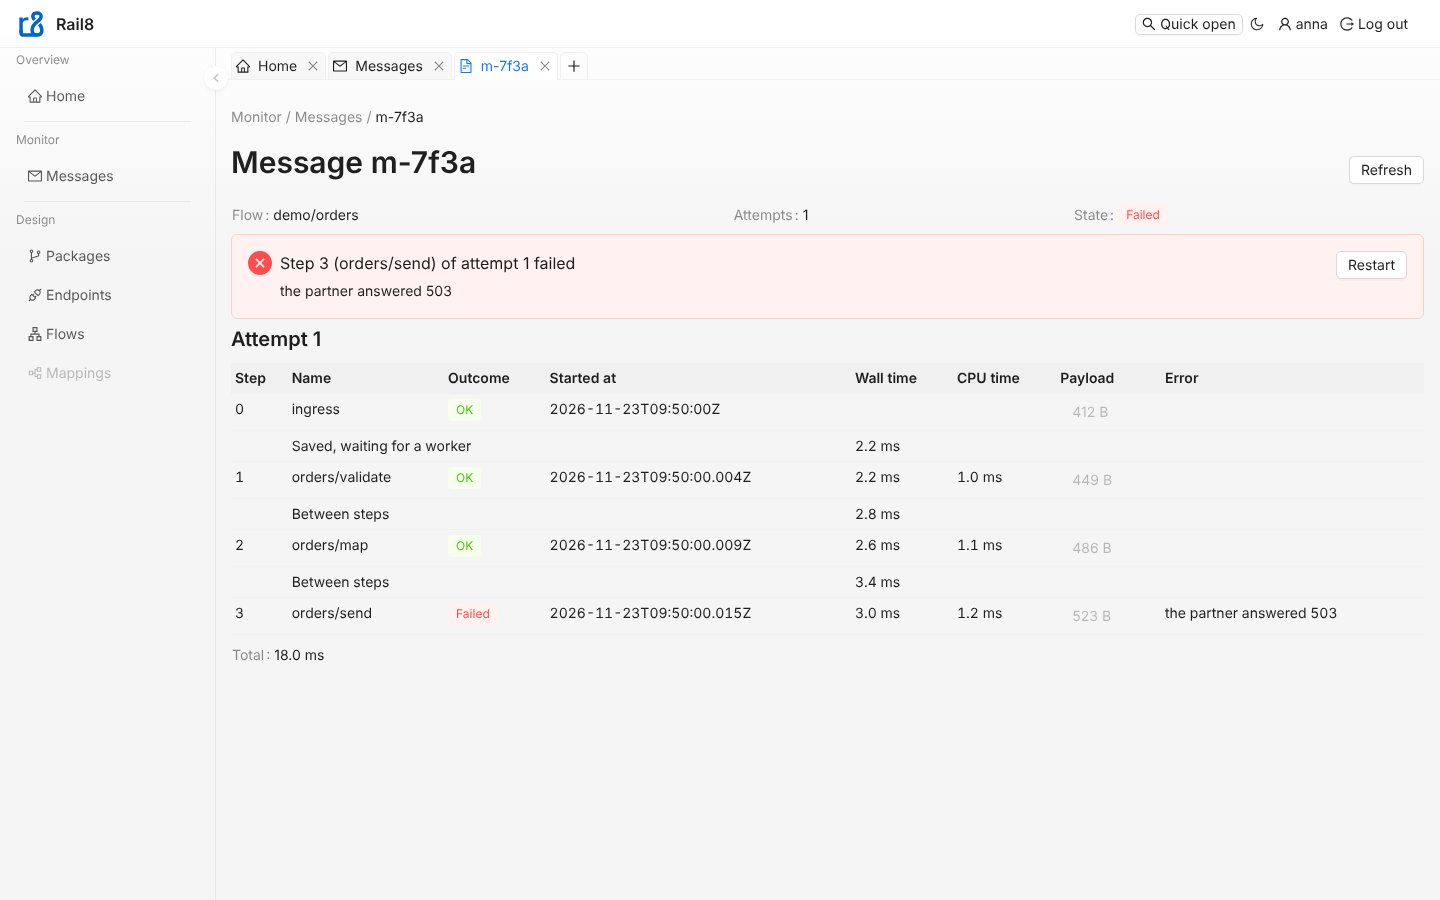 r8 Rail8
Quick open
anna
Log out
Overview
Home
Monitor
Messages
Design
Packages
Endpoints
Flows
Mappings
Home
Messages
m-7f3a
Monitor / Messages / m-7f3a
Message m-7f3a
Refresh
Flow: demo/orders
Attempts: 1
State: Failed
Step 3 (orders/send) of attempt 1 failed
the partner answered 503
Restart
Attempt 1
Step Name Outcome Started at Wall time CPU time Payload Error
0 ingress OK 2026-11-23T09:50:00Z 412 B
Saved, waiting for a worker 2.2 ms
1 orders/validate OK 2026-11-23T09:50:00.004Z 2.2 ms 1.0 ms 449 B
Between steps 2.8 ms
2 orders/map OK 2026-11-23T09:50:00.009Z 2.6 ms 1.1 ms 486 B
Between steps 3.4 ms
3 orders/send Failed 2026-11-23T09:50:00.015Z 3.0 ms 1.2 ms 523 B the partner answered 503
Total: 18.0 ms